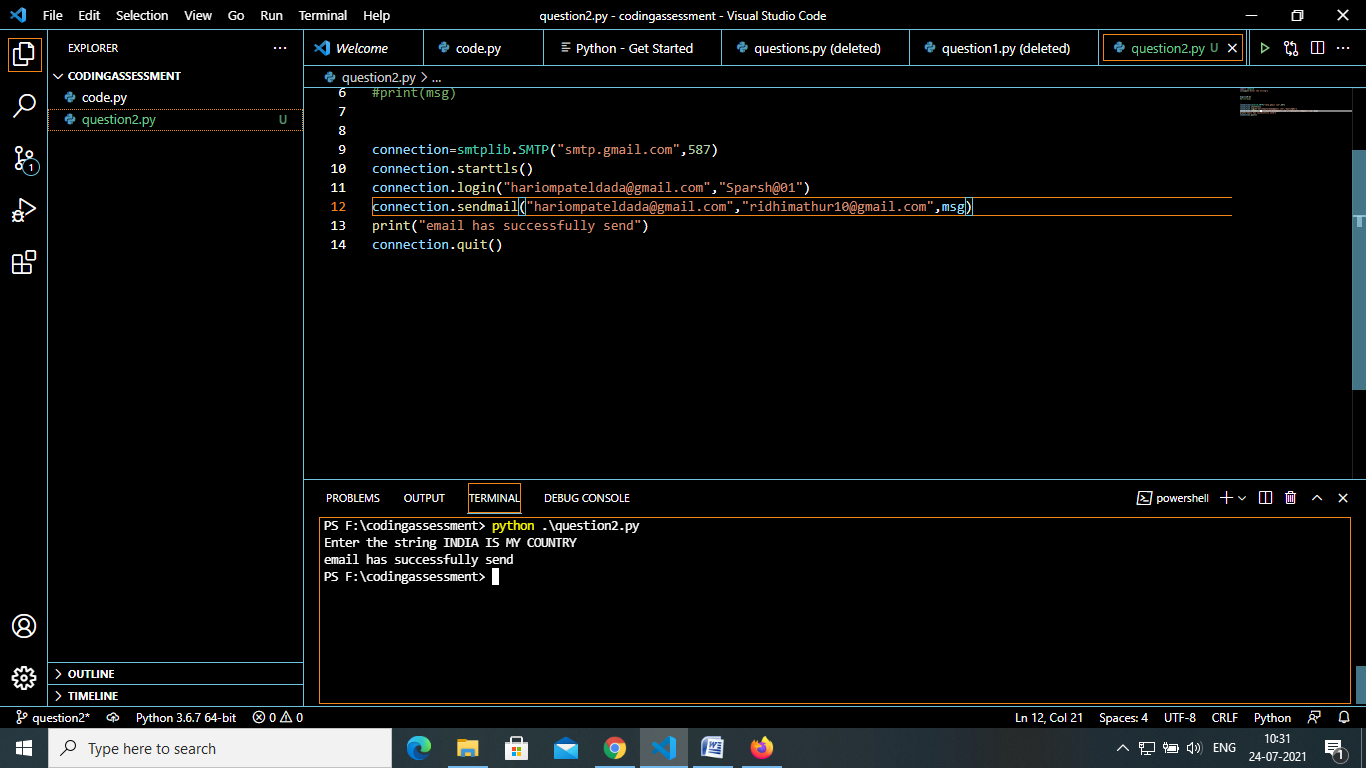 File Edit Selection View Go Run Terminal Help question2.py - codingassessment - Visual Studio Code
EXPLORER
Welcome code.py Python - Get Started questions.py (deleted) question1.py (deleted) question2.py U
CODINGASSESSMENT
code.py
question2.py U
question2.py > ...
6 #print(msg)
7
8
9 connection=smtplib.SMTP("smtp.gmail.com",587)
10 connection.starttls()
11 connection.login("hariompateldada@gmail.com","Sparsh@01")
12 connection.sendmail("hariompateldada@gmail.com","ridhimathur10@gmail.com",msg)
13 print("email has successfully send")
14 connection.quit()
1
PROBLEMS OUTPUT TERMINAL DEBUG CONSOLE powershell
PS F:\codingassessment> python .\question2.py
Enter the string INDIA IS MY COUNTRY
email has successfully send
PS F:\codingassessment>
OUTLINE
TIMELINE
question2* Python 3.6.7 64-bit 0 0 Ln 12, Col 21 Spaces: 4 UTF-8 CRLF Python
Type here to search
ENG
10:31
24-07-2021
1